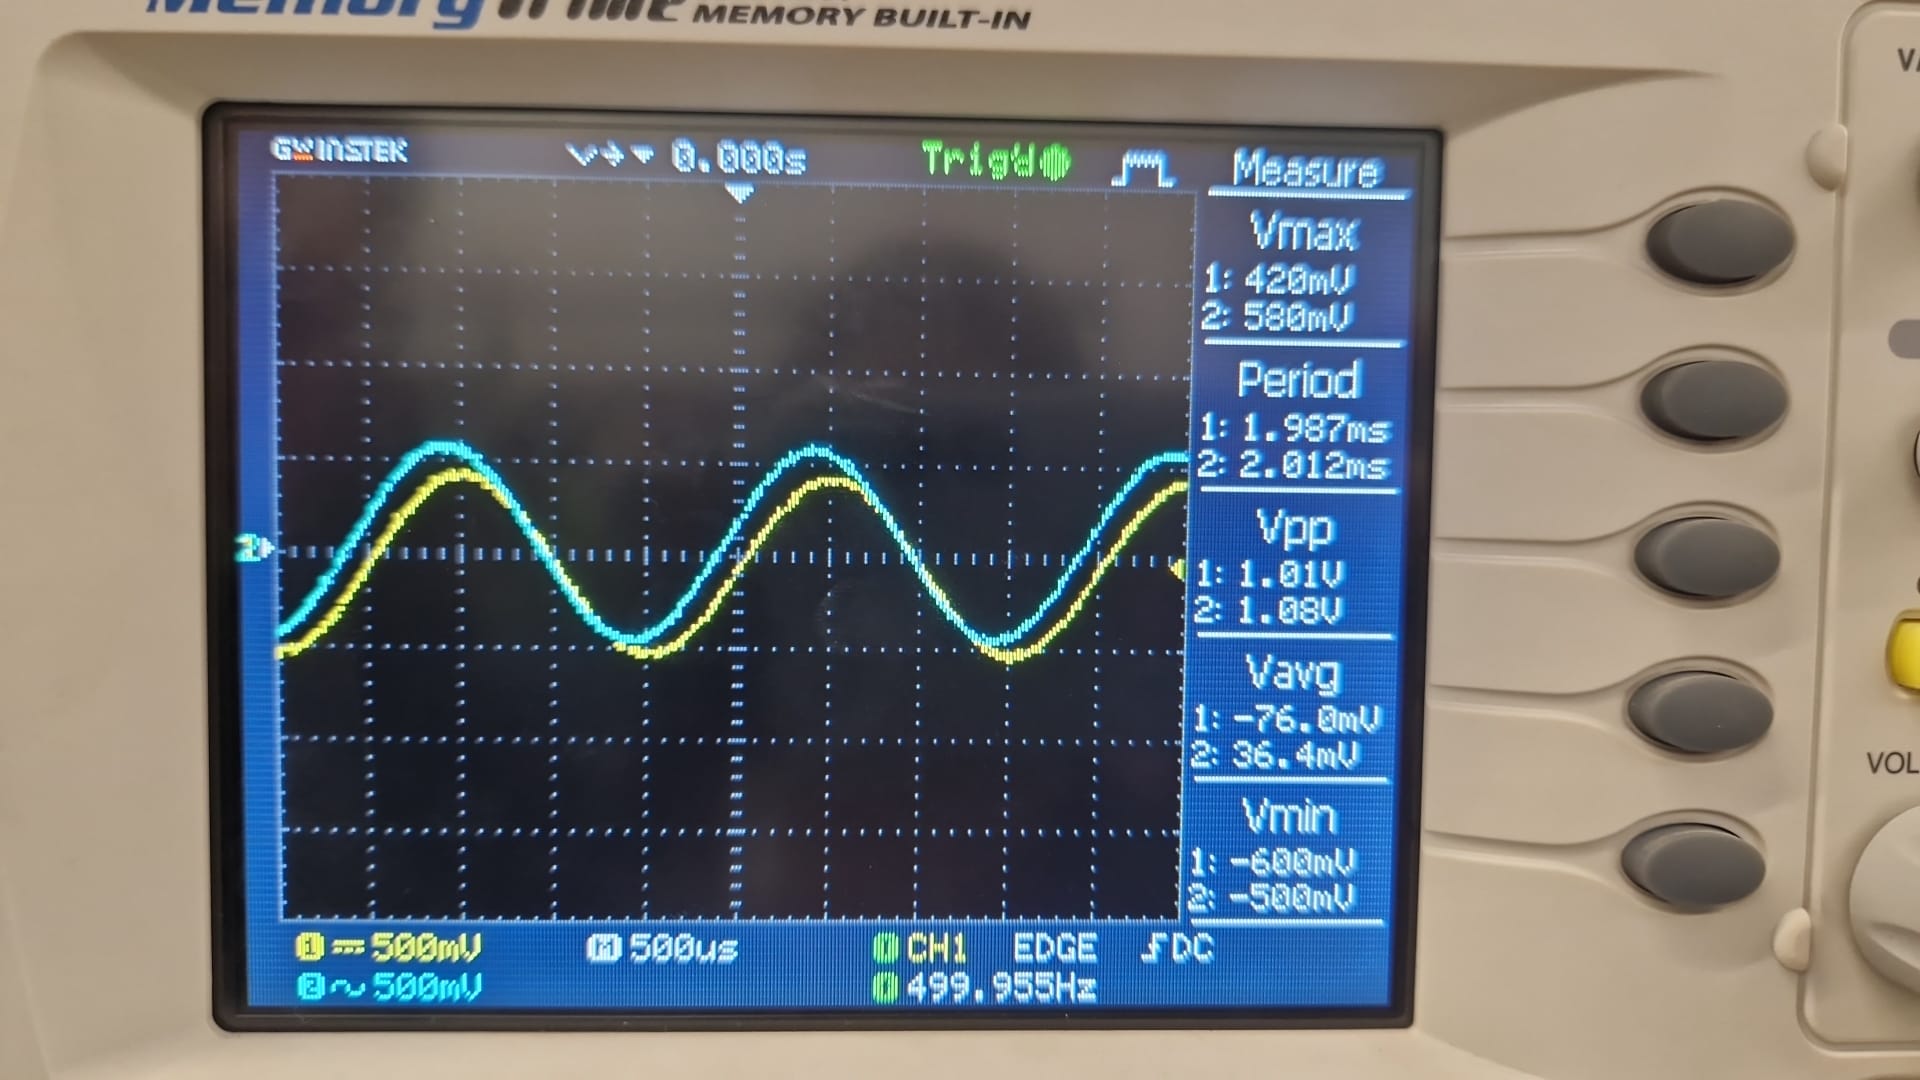 MemoryPrime MEMORY BUILT-IN
GW INSTEK 0.000s Trig'd Measure
Vmax
1: 420mV
2: 580mV
Period
1: 1.987ms
2: 2.012ms
Vpp
1: 1.01V
2: 1.08V
Vavg
1: -76.0mV
2: 36.4mV
Vmin
1: -600mV
2: -500mV
1 500mV M 500us CH1 EDGE DC
2 500mV 499.955Hz
VOL